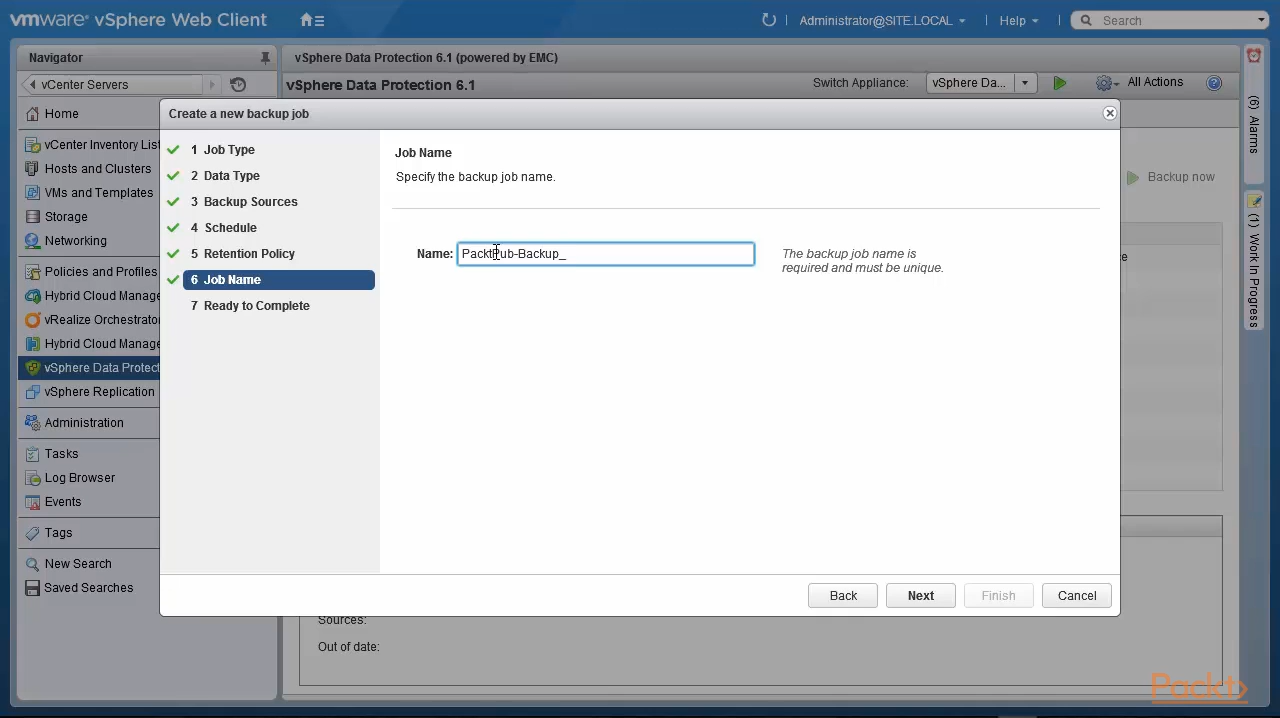 vmware® vSphere Web Client
Administrator@SITE.LOCAL
Help
Search
Navigator
vCenter Servers
Home
vCenter Inventory List
Hosts and Clusters
VMs and Templates
Storage
Networking
Policies and Profiles
Hybrid Cloud Manage
vRealize Orchestrator
Hybrid Cloud Manage
vSphere Data Protect
vSphere Replication
Administration
Tasks
Log Browser
Events
Tags
New Search
Saved Searches
vSphere Data Protection 6.1 (powered by EMC)
vSphere Data Protection 6.1
Switch Appliance:
vSphere Da...
All Actions
Backup now
Create a new backup job
1 Job Type
2 Data Type
3 Backup Sources
4 Schedule
5 Retention Policy
6 Job Name
7 Ready to Complete
Job Name
Specify the backup job name.
Name:
PacktPub-Backup_
The backup job name is
required and must be unique.
Back
Next
Finish
Cancel
Sources:
Out of date:
(6) Alarms
(1) Work In Progress
Packt>